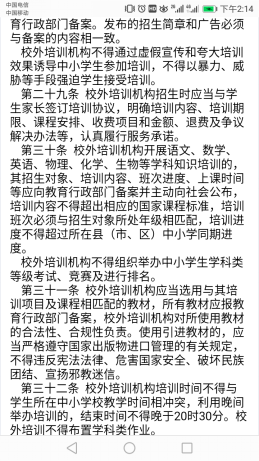 中国电信
中国移动
下午2:14
育行政部门备案。发布的招生简章和广告必须
与备案的内容相一致。
校外培训机构不得通过虚假宣传和夸大培训
效果诱导中小学生参加培训，不得以暴力、威
胁等手段强迫学生接受培训。
第二十九条 校外培训机构招生时应当与学
生家长签订培训协议，明确培训内容、培训期
限、课程安排、收费项目和金额、退费及争议
解决办法等，认真履行服务承诺。
第三十条 校外培训机构开展语文、数学、
英语、物理、化学、生物等学科知识培训的，
其招生对象、培训内容、班次进度、上课时间
等应向教育行政部门备案并主动向社会公布，
培训内容不得超出相应的国家课程标准，培训
班次必须与招生对象所处年级相匹配，培训进
度不得超过所在县（市、区）中小学同期进
度。
校外培训机构不得组织举办中小学生学科类
等级考试、竞赛及进行排名。
第三十一条 校外培训机构应当选用与其培
训项目及课程相匹配的教材，所有教材应报教
育行政部门备案，校外培训机构对所使用教材
的合法性、合规性负责。使用引进教材的，应
当严格遵守国家出版物进口管理的有关规定，
不得违反宪法法律、危害国家安全、破坏民族
团结、宣扬邪教迷信。
第三十二条 校外培训机构培训时间不得与
学生所在中小学校教学时间相冲突，利用晚间
举办培训的，结束时间不得晚于20时30分。校
外培训不得布置学科类作业。